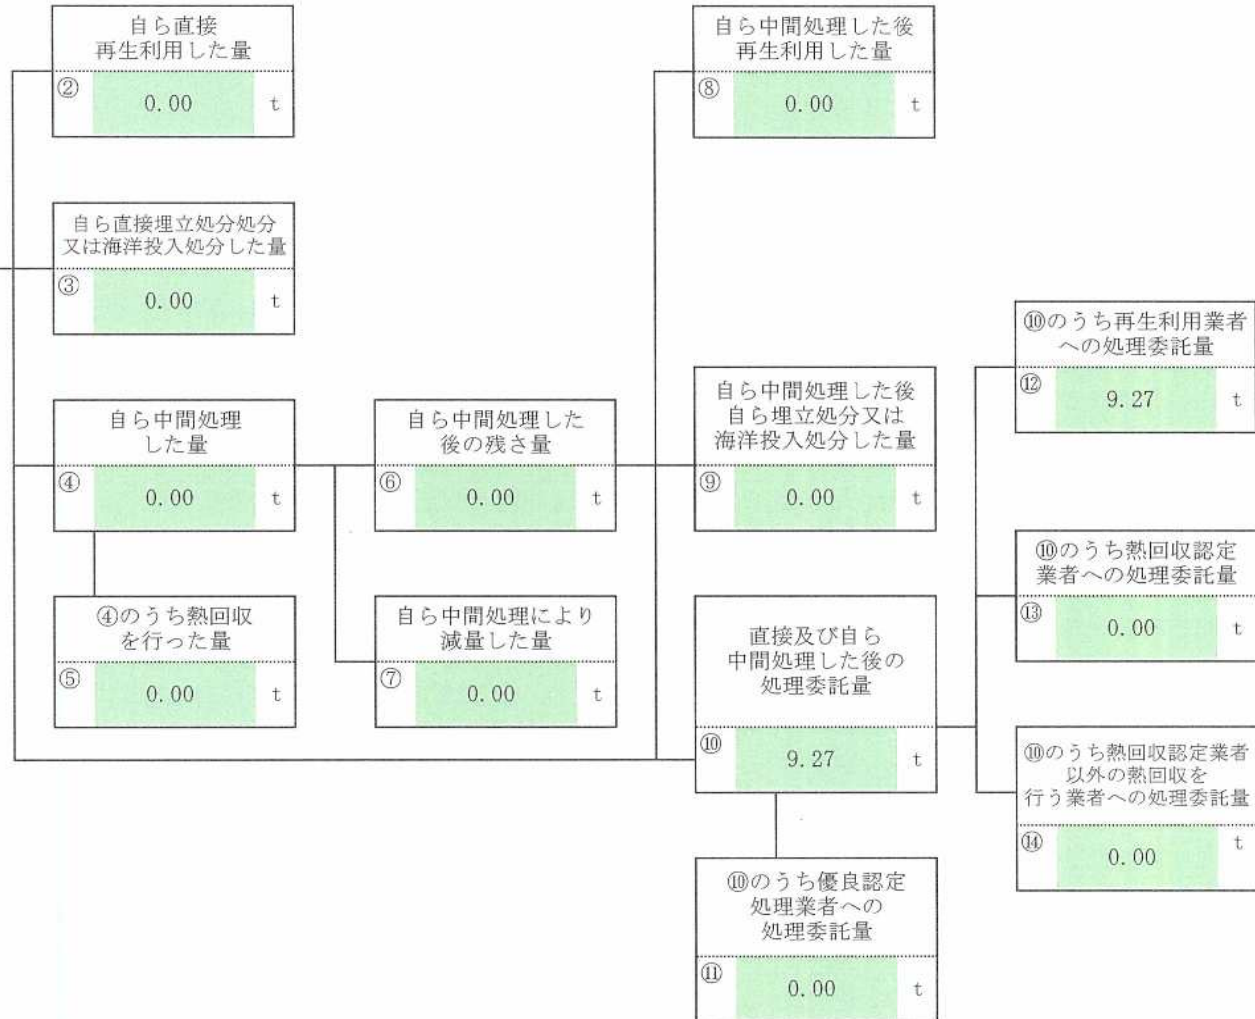 自ら直接
再生利用した量
② 0.00 t
自ら中間処理した後
再生利用した量
⑧ 0.00 t
自ら直接埋立処分処分
又は海洋投入処分した量
③ 0.00 t
⑩のうち再生利用業者
への処理委託量
⑫ 9.27 t
自ら中間処理
した量
④ 0.00 t
自ら中間処理した
後の残さ量
⑥ 0.00 t
自ら中間処理した後
自ら埋立処分又は
海洋投入処分した量
⑨ 0.00 t
⑩のうち熱回収認定
業者への処理委託量
⑬ 0.00 t
④のうち熱回収
を行った量
⑤ 0.00 t
自ら中間処理により
減量した量
⑦ 0.00 t
直接及び自ら
中間処理した後の
処理委託量
⑩ 9.27 t
⑩のうち熱回収認定業者
以外の熱回収を
行う業者への処理委託量
⑭ 0.00 t
⑩のうち優良認定
処理業者への
処理委託量
⑪ 0.00 t